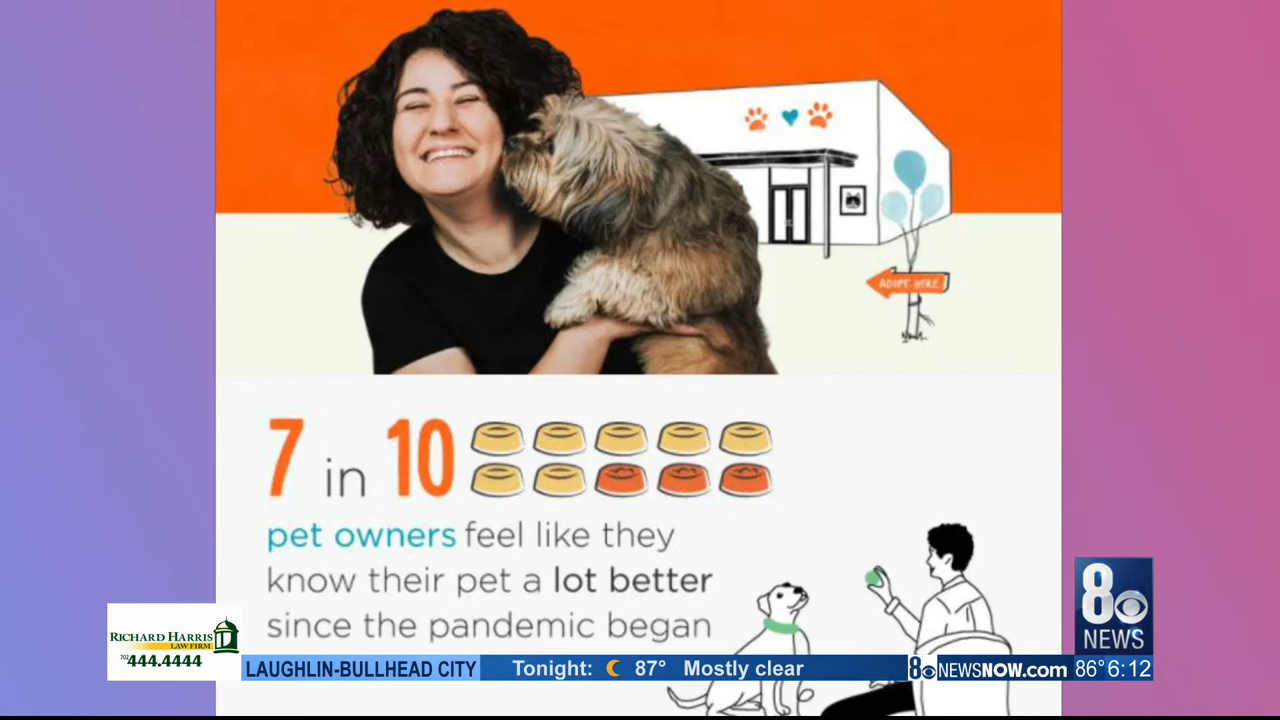 ADOPT HERE
7 in 10
pet owners feel like they
know their pet a lot better
since the pandemic began
RICHARD HARRIS
LAW FIRM
702 444.4444
8
NEWS
LAUGHLIN-BULLHEAD CITY Tonight: 87° Mostly clear 8 NEWSNOW.com 86° 6:12